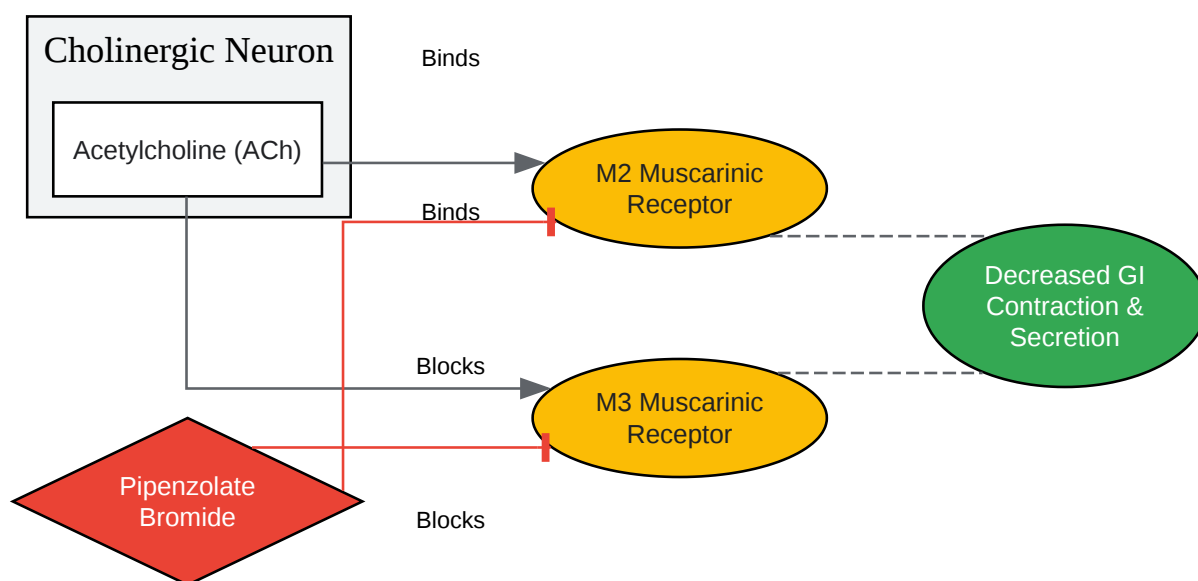 Cholinergic Neuron
Binds
Acetylcholine (ACh)
M2 Muscarinic
Receptor
Binds
Decreased GI
Contraction &
Secretion
Blocks
M3 Muscarinic
Receptor
Pipenzolate
Bromide
Blocks